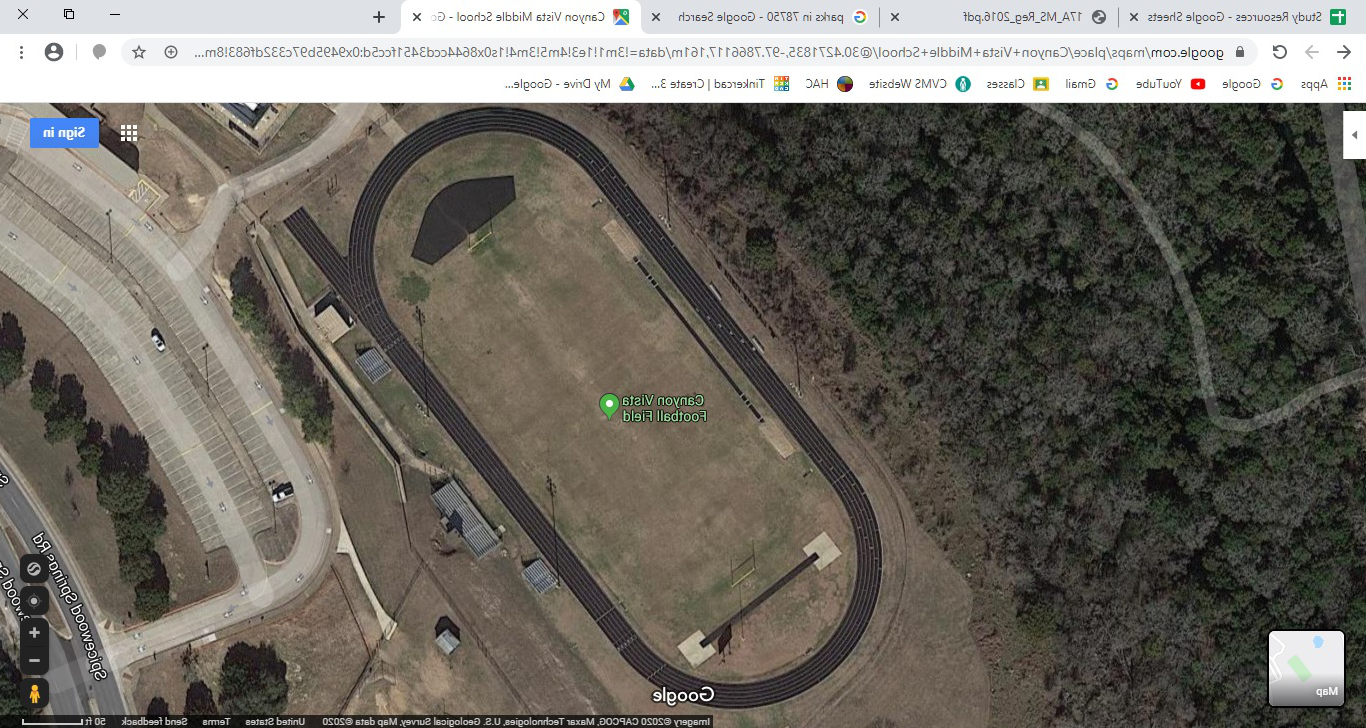 Study Resources - Google Sheets
17A_MS_Reg_2016.pdf
parks in 78750 - Google Search
Canyon Vista Middle School - Go
google.com/maps/place/Canyon+Vista+Middle+School/@30.4271835,-97.7866117,161m/data=!3m1!1e3!4m5!3m4!1s0x8644ccd3451fcc5d:0x9495b97c332df668!8m...
Apps Google YouTube Gmail Classes CVMS Website HAC Tinkercad | Create 3... My Drive - Google...
Sign in
Canyon Vista
Football Field
Spicewood Springs Rd
Map
Google
Imagery ©2020 CAPCOG, Maxar Technologies, U.S. Geological Survey, Map data ©2020 United States Terms Send feedback 50 ft